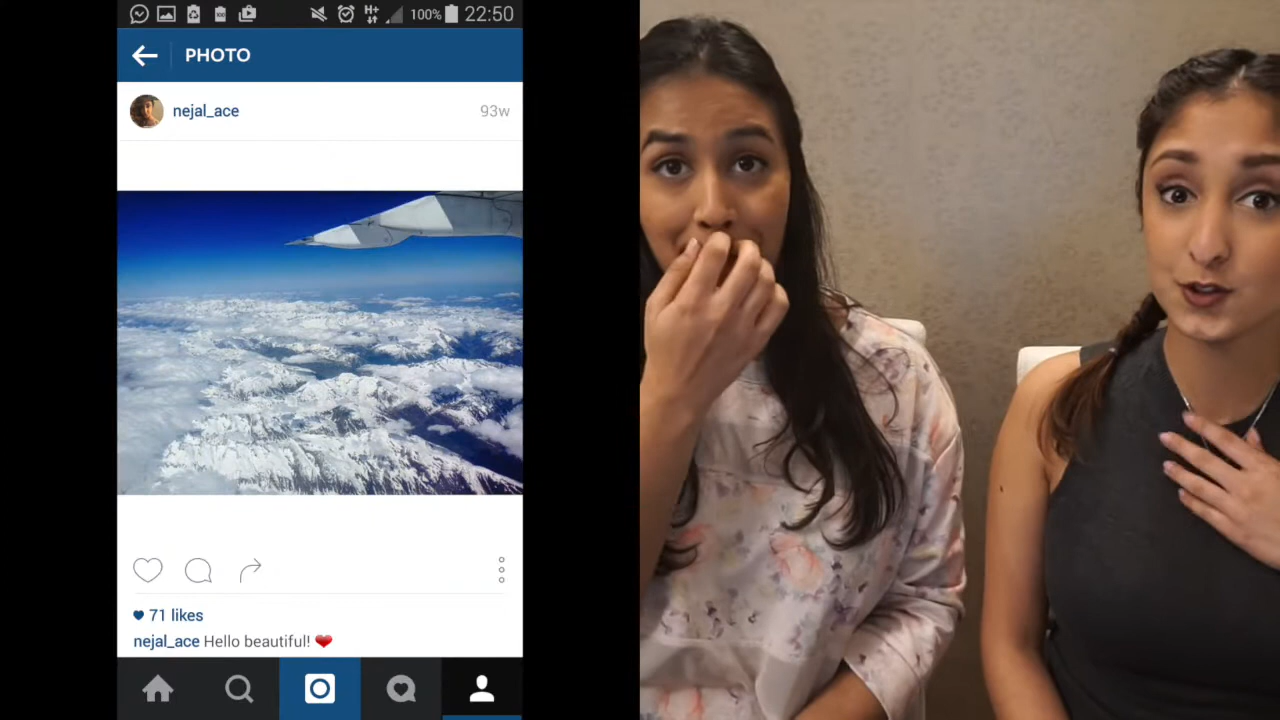 H+ 100% 22:50
PHOTO
nejal_ace 93w
71 likes
nejal_ace Hello beautiful! ❤